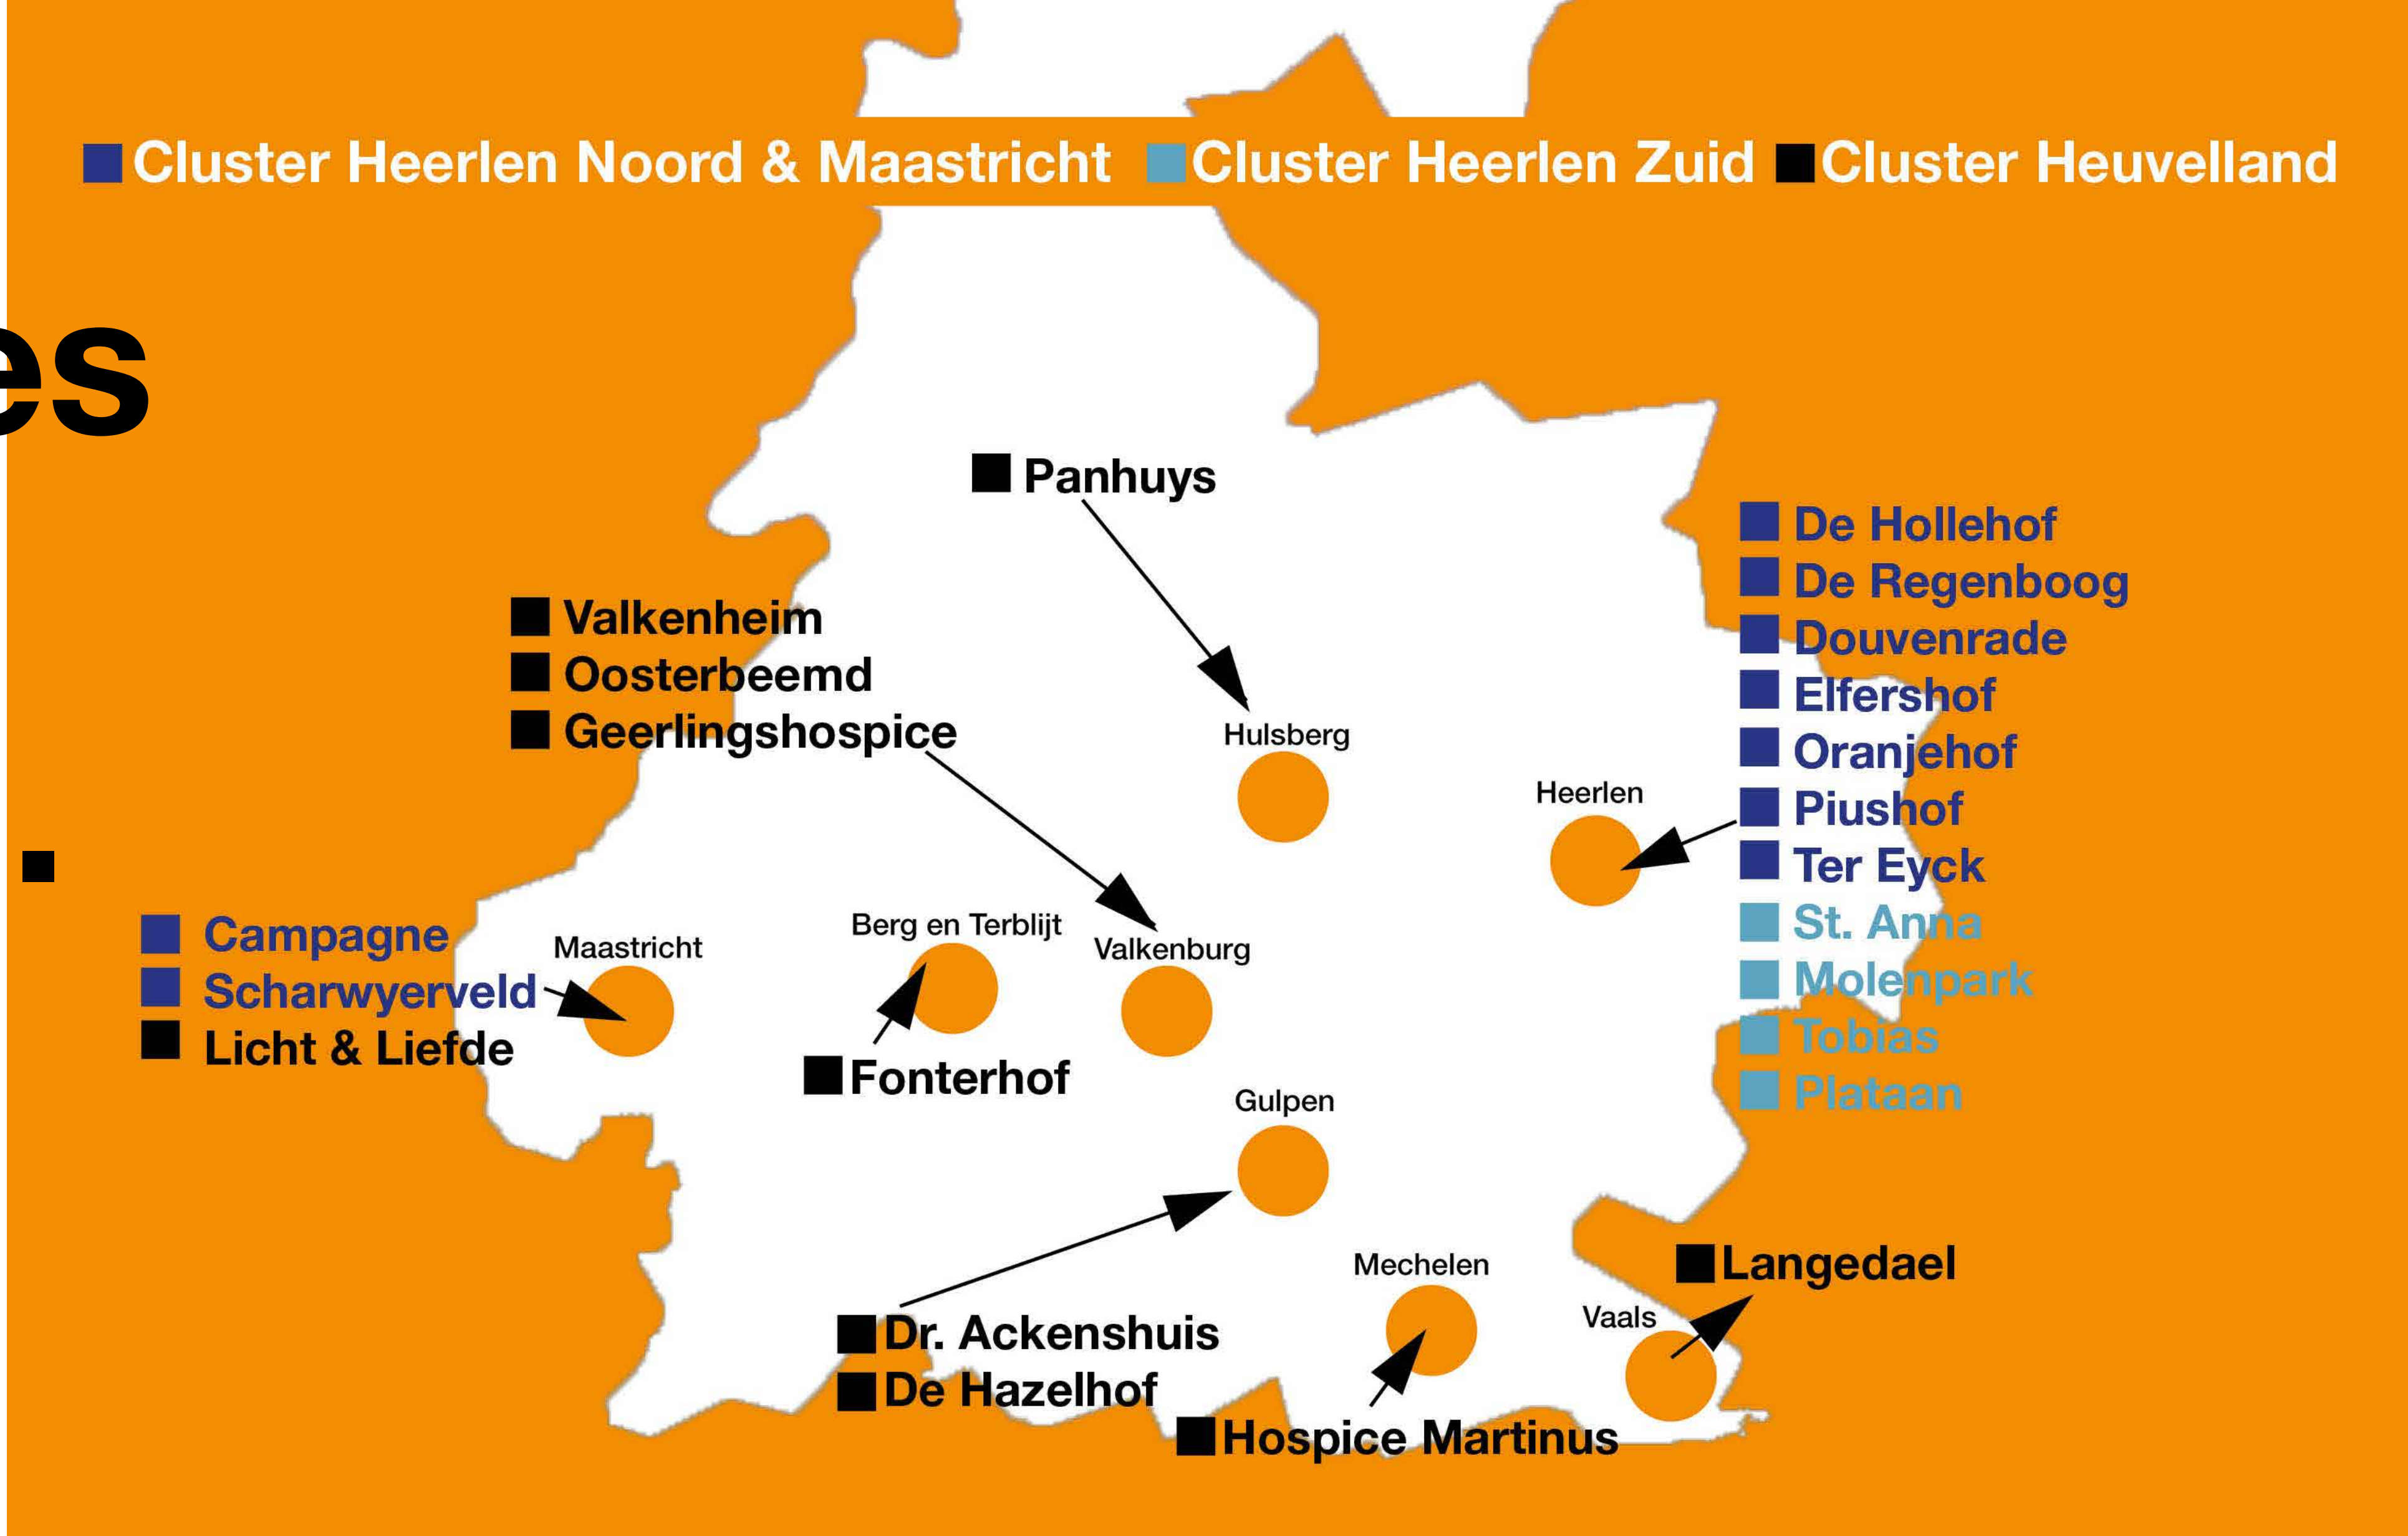 Cluster Heerlen Noord & Maastricht Cluster Heerlen Zuid Cluster Heuvelland
es
Panhuys
De Hollehof
De Regenboog
Douvenrade
Elfershof
Oranjehof
Piushof
Ter Eyck
St. Anna
Molenpark
Tobias
Plataan
Valkenheim
Oosterbeemd
Geerlingshospice
Hulsberg
Heerlen
.
Campagne
Scharwyerveld
Licht & Liefde
Maastricht
Berg en Terblijt
Valkenburg
Fonterhof
Gulpen
Mechelen
Langedael
Vaals
Dr. Ackenshuis
De Hazelhof
Hospice Martinus